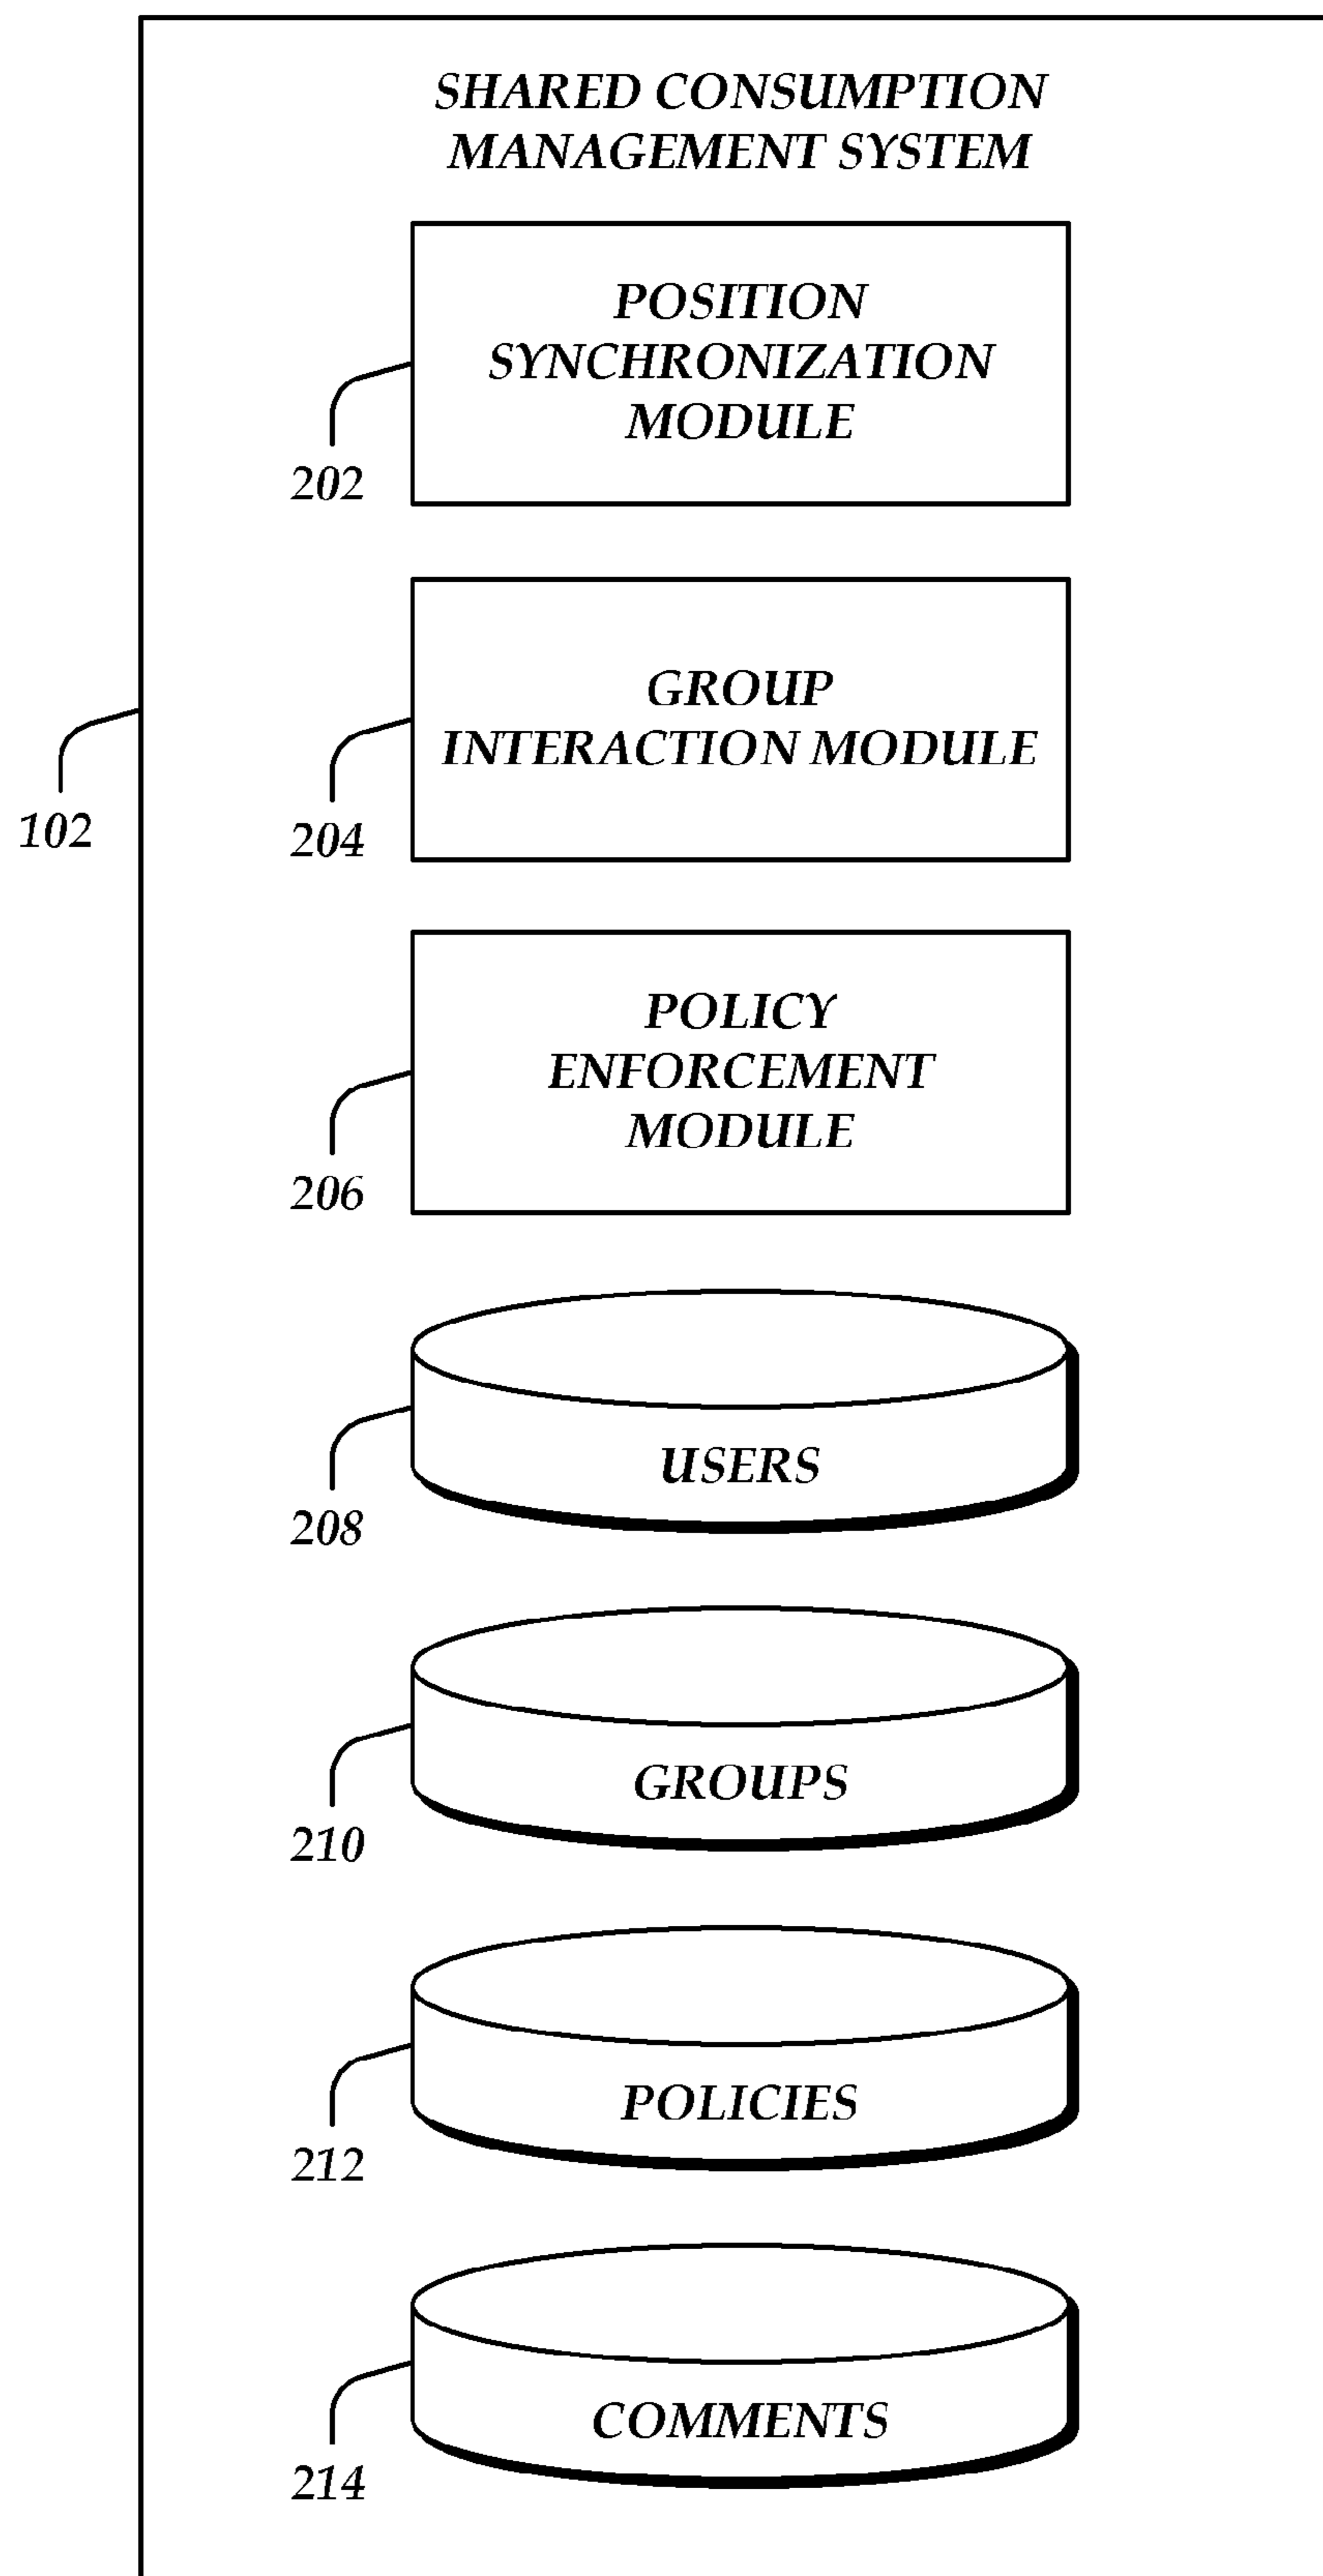 SHARED CONSUMPTION
MANAGEMENT SYSTEM
POSITION
SYNCHRONIZATION
MODULE
202
GROUP
INTERACTION MODULE
102
204
POLICY
ENFORCEMENT
MODULE
206
USERS
208
GROUPS
210
POLICIES
212
COMMENTS
214